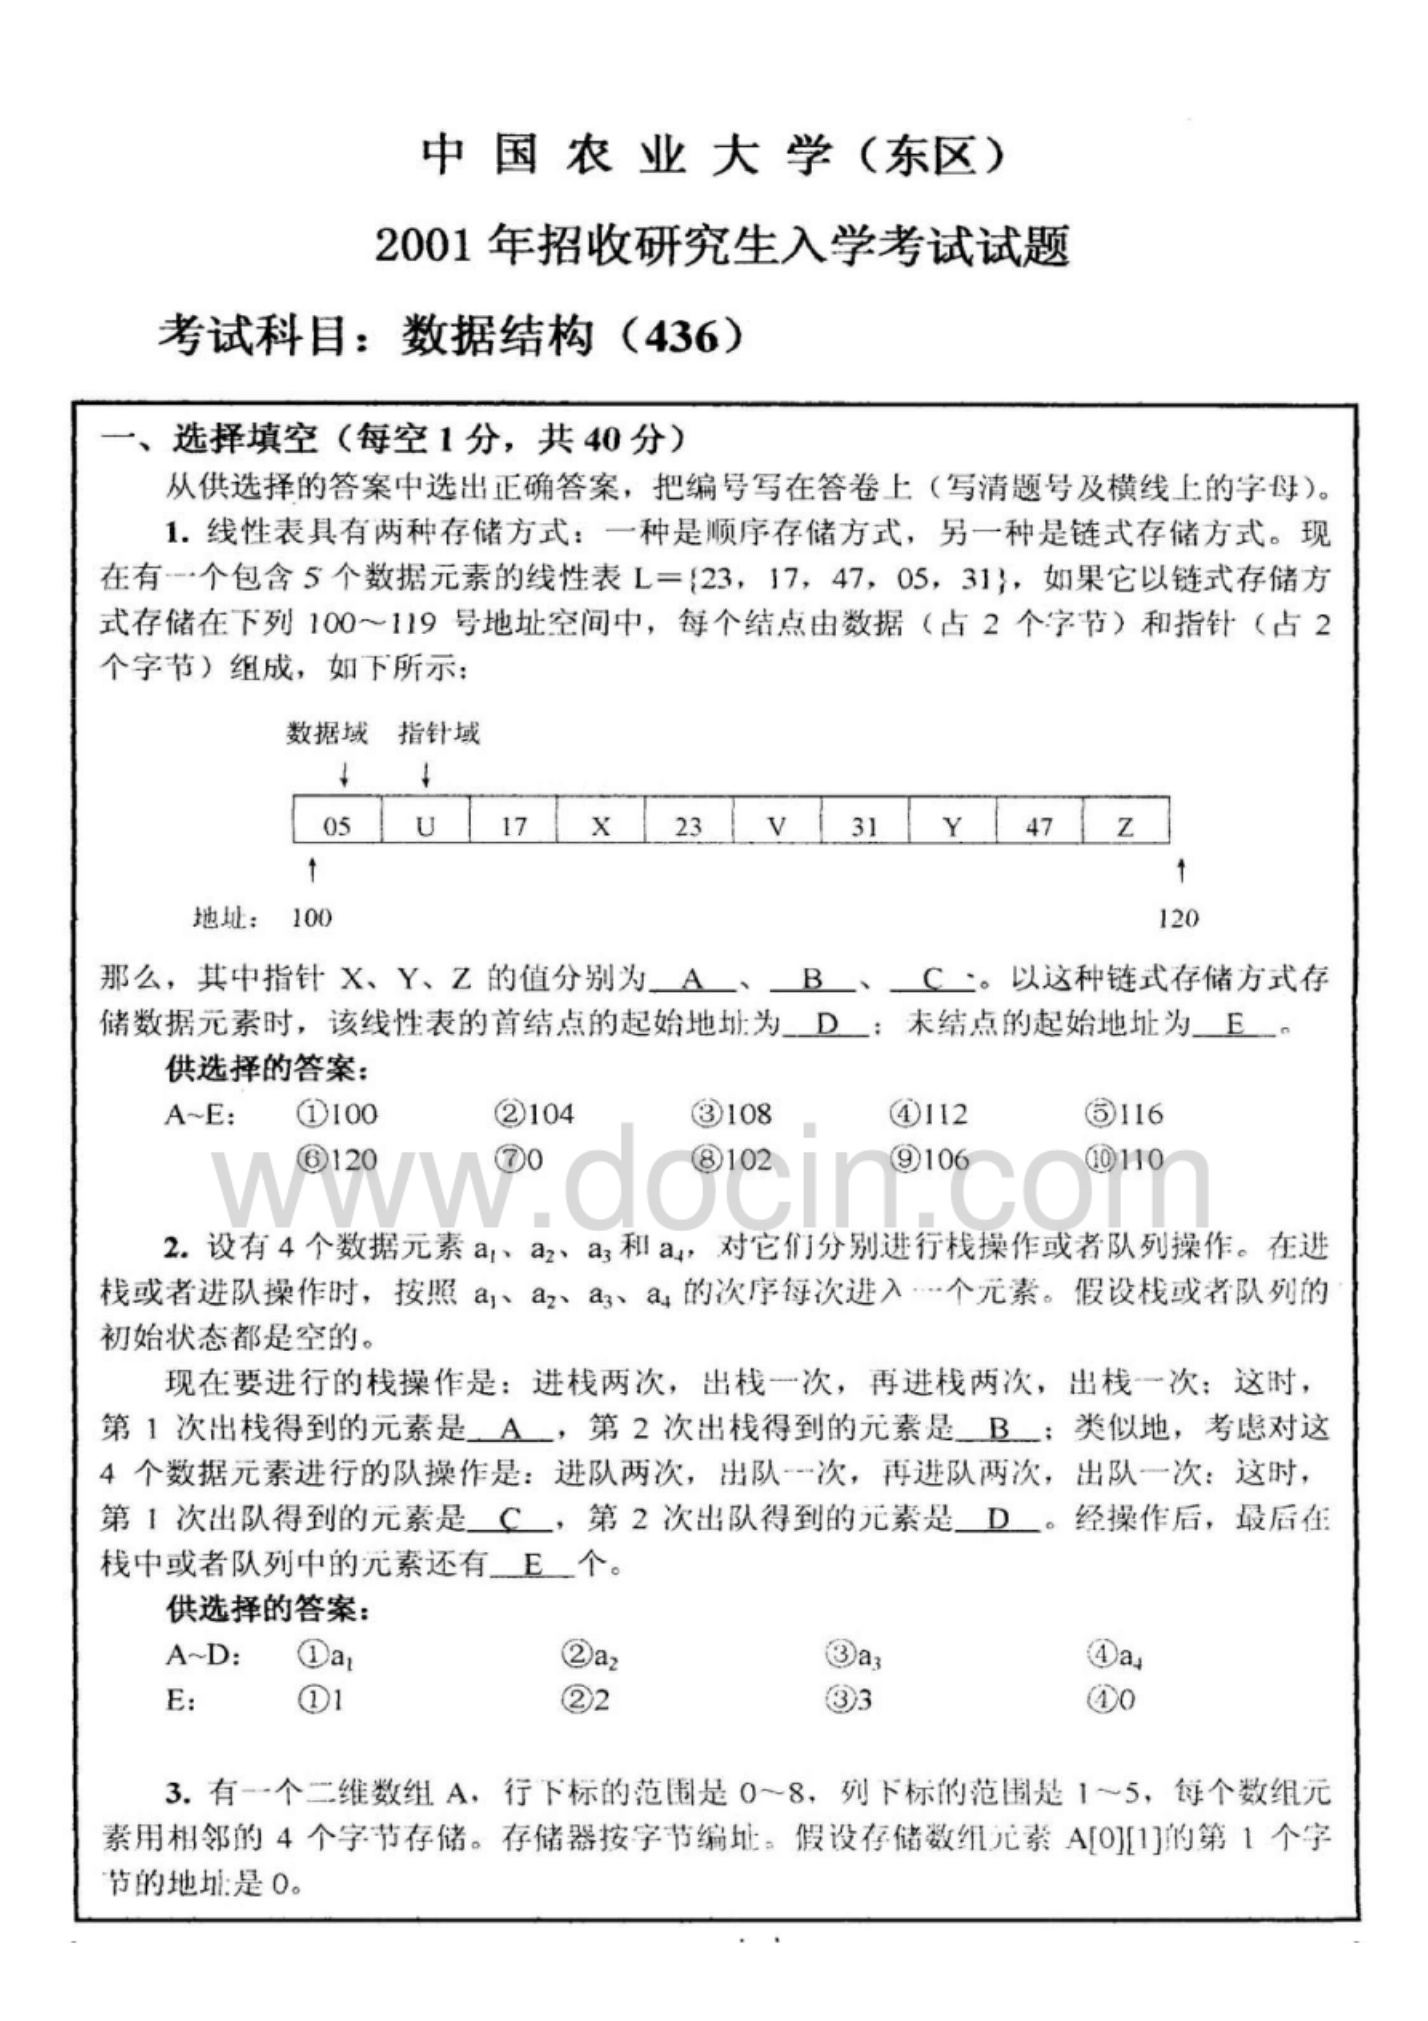 中国农业大学（东区）
2001 年招收研究生入学考试试题
考试科目：数据结构（436）
一、选择填空（每空 1 分，共 40 分）
从供选择的答案中选出正确答案，把编号写在答卷上（写清题号及横线上的字母）。
1. 线性表具有两种存储方式：一种是顺序存储方式，另一种是链式存储方式。现
在有一个包含 5 个数据元素的线性表 L＝{23，17，47，05，31}，如果它以链式存储方
式存储在下列 100～119 号地址空间中，每个结点由数据（占 2 个字节）和指针（占 2
个字节）组成，如下所示：
数据域 指针域
↓ ↓
05 U 17 X 23 V 31 Y 47 Z
↑ ↑
地址： 100 120
那么，其中指针 X、Y、Z 的值分别为 A 、 B 、 C 。以这种链式存储方式存
储数据元素时，该线性表的首结点的起始地址为 D ；未结点的起始地址为 E 。
供选择的答案：
A~E： ①100 ②104 ③108 ④112 ⑤116
⑥120 ⑦0 ⑧102 ⑨106 ⑩110
www.docin.com
2. 设有 4 个数据元素 a₁、a₂、a₃ 和 a₄，对它们分别进行栈操作或者队列操作。在进
栈或者进队操作时，按照 a₁、a₂、a₃、a₄ 的次序每次进入一个元素。假设栈或者队列的
初始状态都是空的。
现在要进行的栈操作是：进栈两次，出栈一次，再进栈两次，出栈一次；这时，
第 1 次出栈得到的元素是 A ，第 2 次出栈得到的元素是 B ；类似地，考虑对这
4 个数据元素进行的队操作是：进队两次，出队一次，再进队两次，出队一次；这时，
第 1 次出队得到的元素是 C ，第 2 次出队得到的元素是 D 。经操作后，最后在
栈中或者队列中的元素还有 E 个。
供选择的答案：
A~D： ①a₁ ②a₂ ③a₃ ④a₄
E： ①1 ②2 ③3 ④0
3. 有一个二维数组 A，行下标的范围是 0～8，列下标的范围是 1～5，每个数组元
素用相邻的 4 个字节存储。存储器按字节编址。假设存储数组元素 A[0][1]的第 1 个字
节的地址是 0。